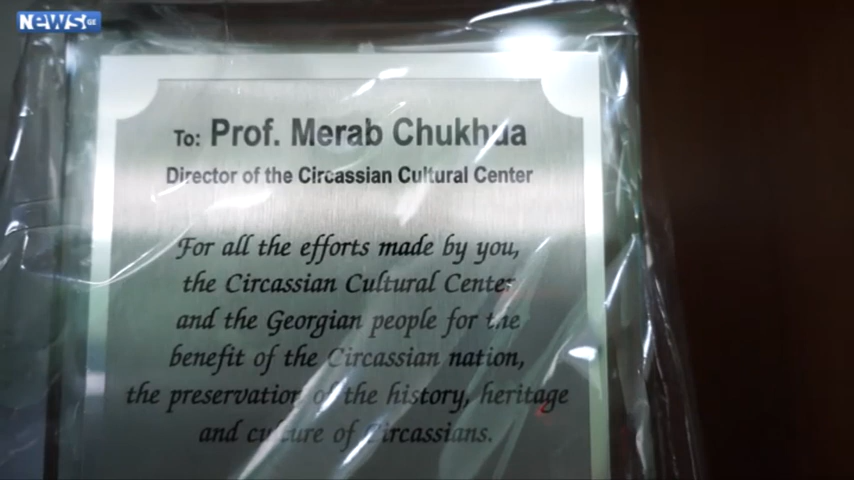 NEWS.GE
To: Prof. Merab Chukhua
Director of the Circassian Cultural Center
For all the efforts made by you,
the Circassian Cultural Center
and the Georgian people for the
benefit of the Circassian nation,
the preservation of the history, heritage
and culture of Circassians.